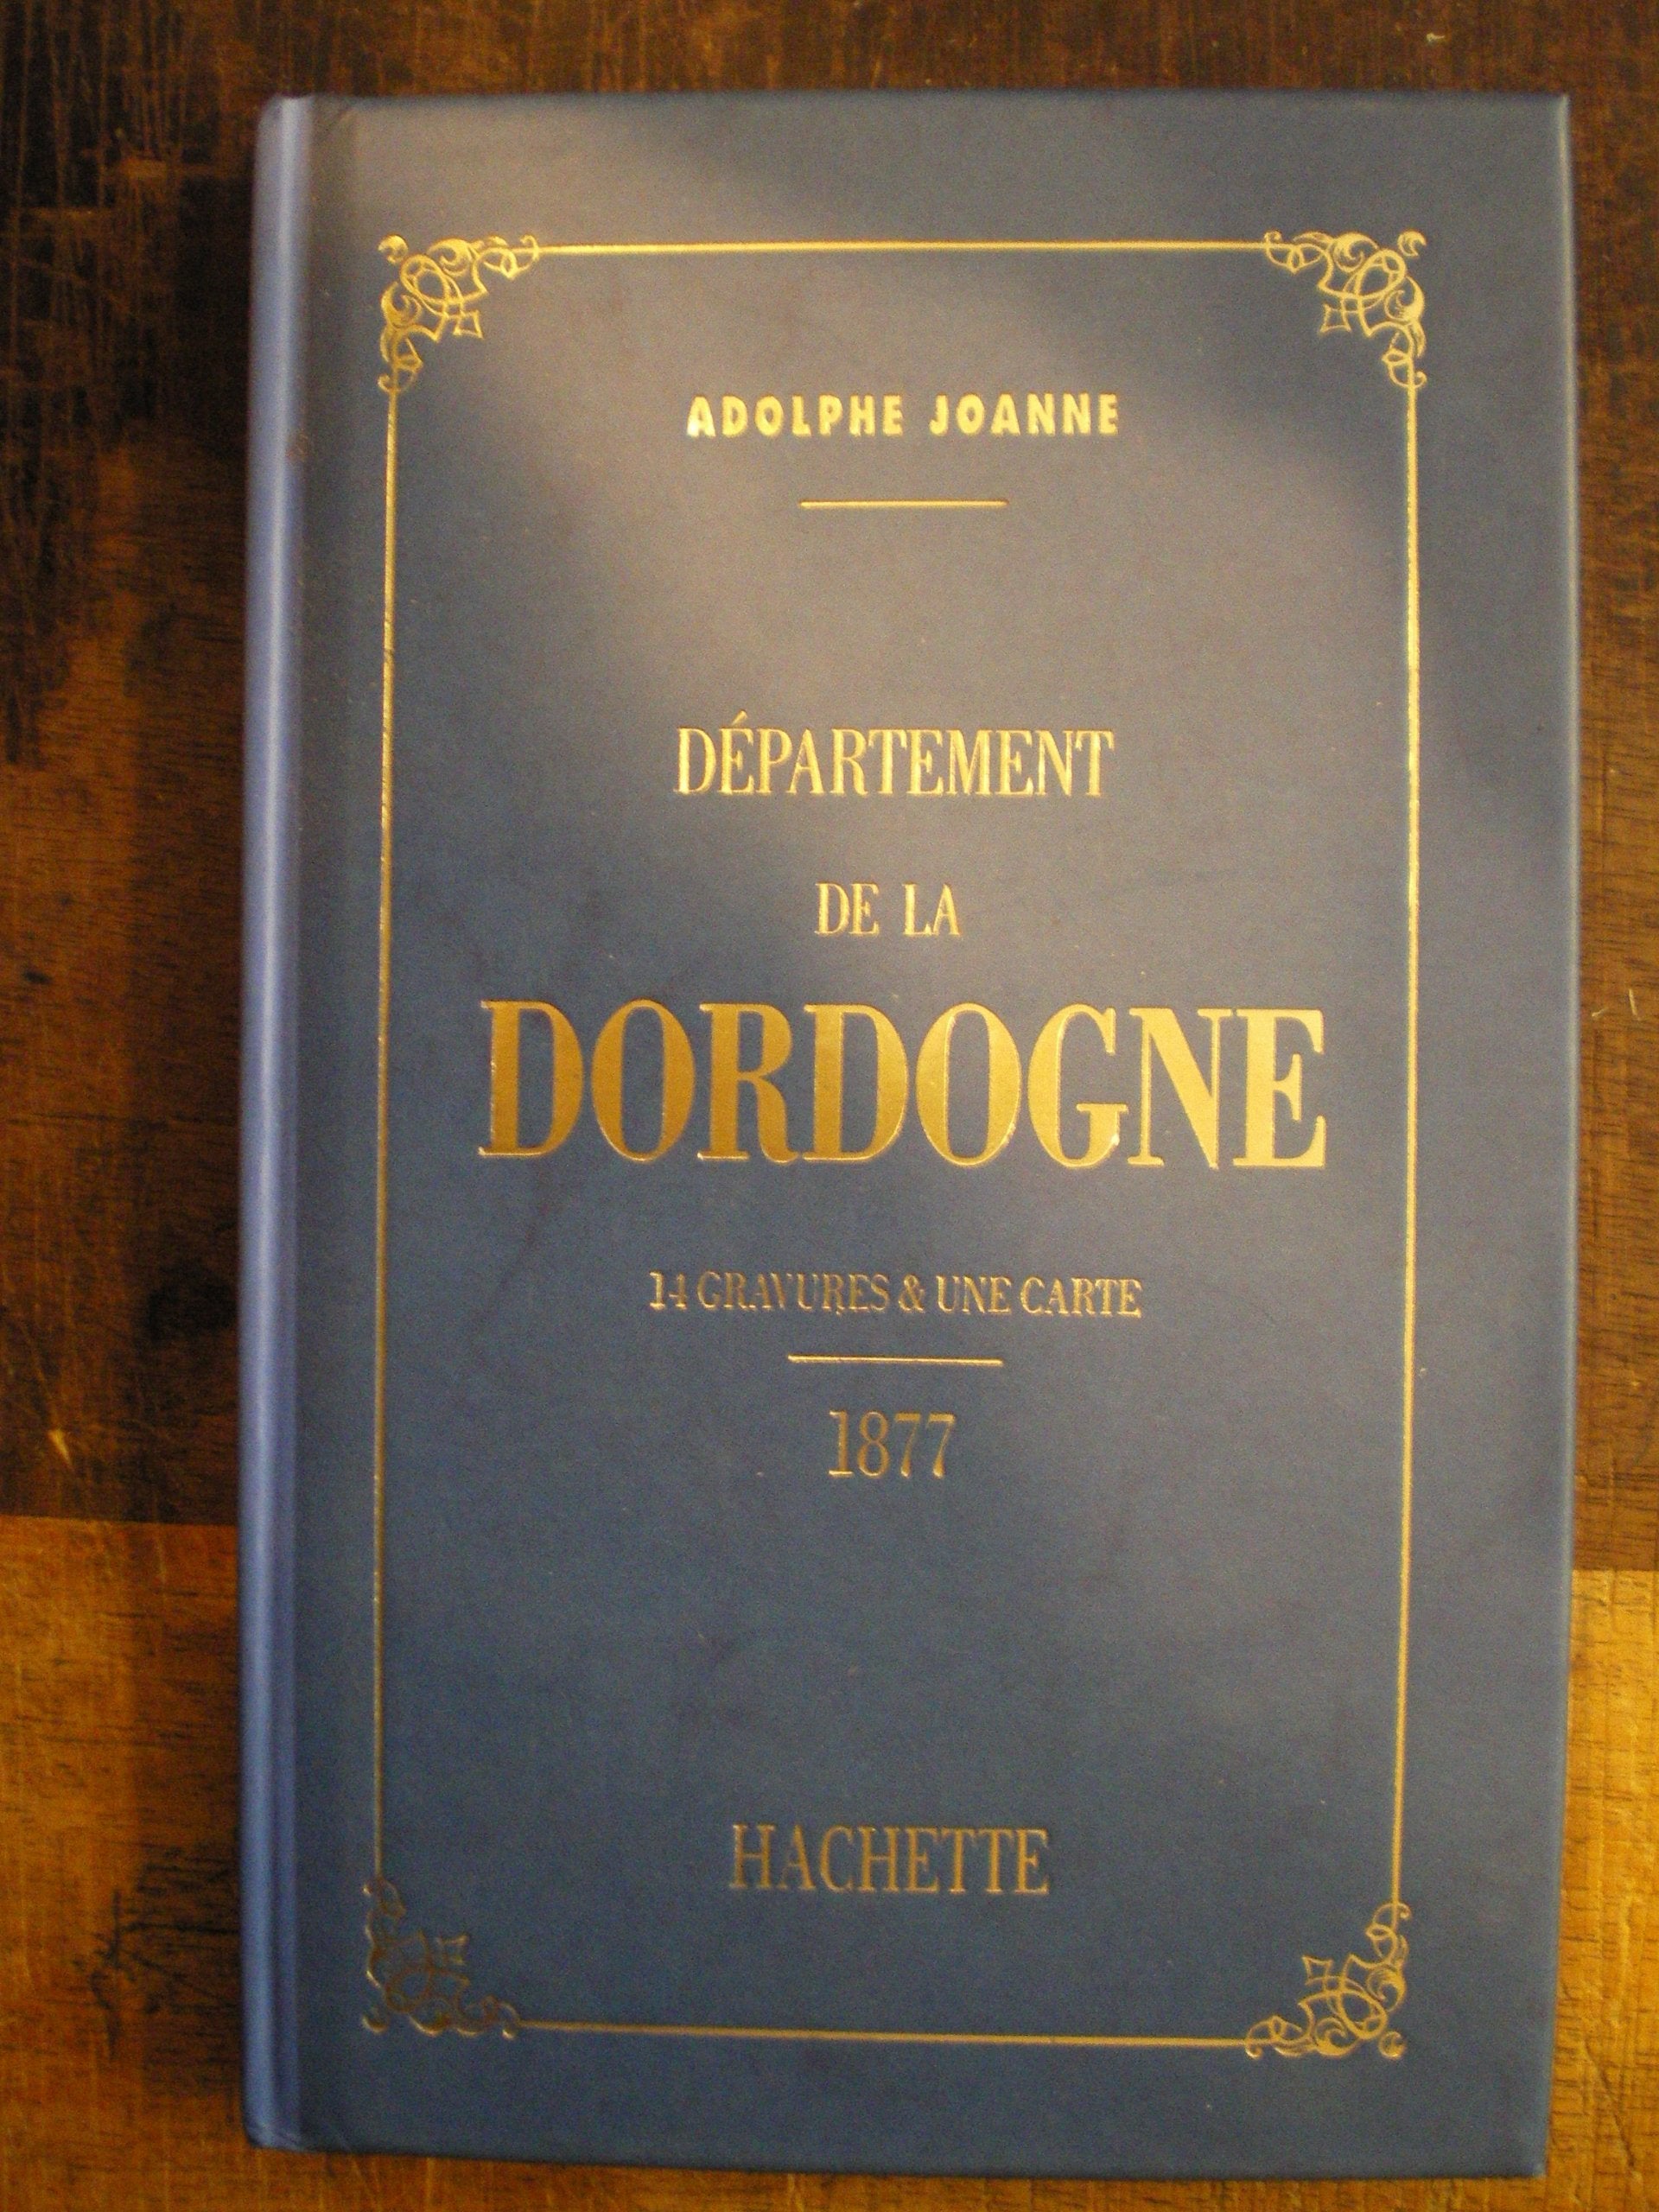 ADOLPHE JOANNE
DÉPARTEMENT
DE LA
DORDOGNE
14 GRAVURES & UNE CARTE
1877
HACHETTE